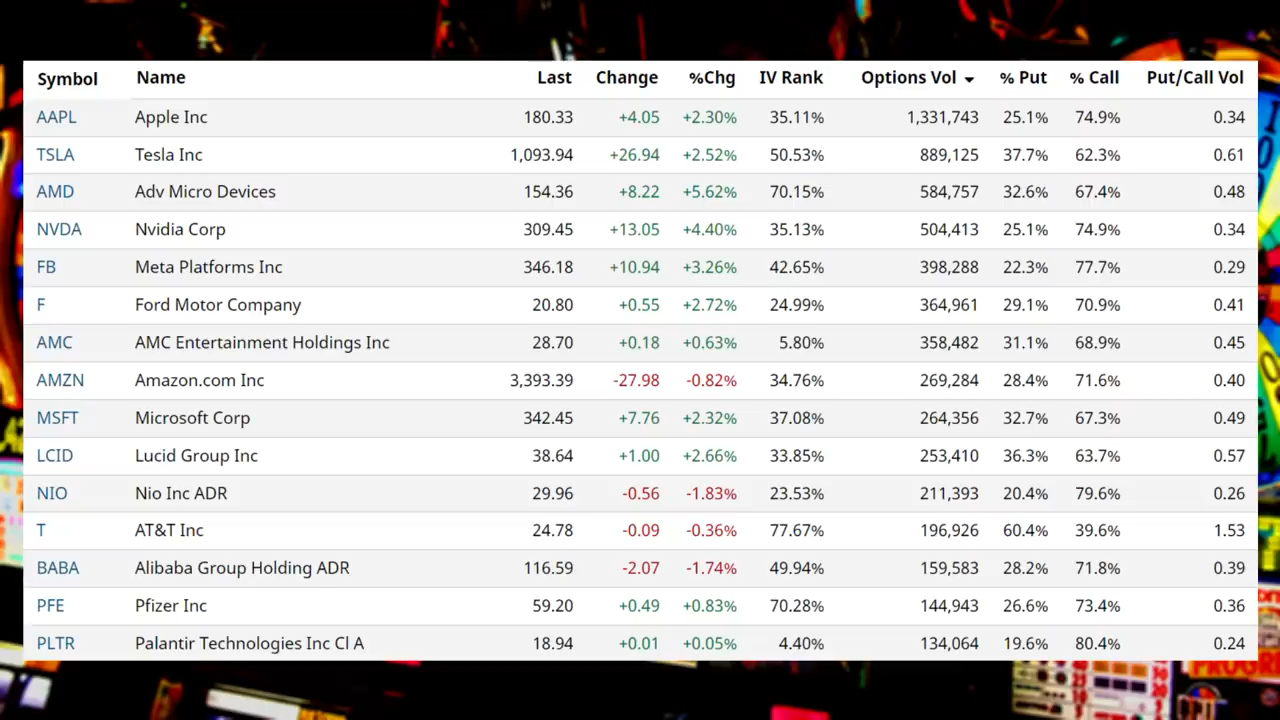 Symbol Name Last Change %Chg IV Rank Options Vol % Put % Call Put/Call Vol
AAPL Apple Inc 180.33 +4.05 +2.30% 35.11% 1,331,743 25.1% 74.9% 0.34
TSLA Tesla Inc 1,093.94 +26.94 +2.52% 50.53% 889,125 37.7% 62.3% 0.61
AMD Adv Micro Devices 154.36 +8.22 +5.62% 70.15% 584,757 32.6% 67.4% 0.48
NVDA Nvidia Corp 309.45 +13.05 +4.40% 35.13% 504,413 25.1% 74.9% 0.34
FB Meta Platforms Inc 346.18 +10.94 +3.26% 42.65% 398,288 22.3% 77.7% 0.29
F Ford Motor Company 20.80 +0.55 +2.72% 24.99% 364,961 29.1% 70.9% 0.41
AMC AMC Entertainment Holdings Inc 28.70 +0.18 +0.63% 5.80% 358,482 31.1% 68.9% 0.45
AMZN Amazon.com Inc 3,393.39 -27.98 -0.82% 34.76% 269,284 28.4% 71.6% 0.40
MSFT Microsoft Corp 342.45 +7.76 +2.32% 37.08% 264,356 32.7% 67.3% 0.49
LCID Lucid Group Inc 38.64 +1.00 +2.66% 33.85% 253,410 36.3% 63.7% 0.57
NIO Nio Inc ADR 29.96 -0.56 -1.83% 23.53% 211,393 20.4% 79.6% 0.26
T AT&T Inc 24.78 -0.09 -0.36% 77.67% 196,926 60.4% 39.6% 1.53
BABA Alibaba Group Holding ADR 116.59 -2.07 -1.74% 49.94% 159,583 28.2% 71.8% 0.39
PFE Pfizer Inc 59.20 +0.49 +0.83% 70.28% 144,943 26.6% 73.4% 0.36
PLTR Palantir Technologies Inc Cl A 18.94 +0.01 +0.05% 4.40% 134,064 19.6% 80.4% 0.24